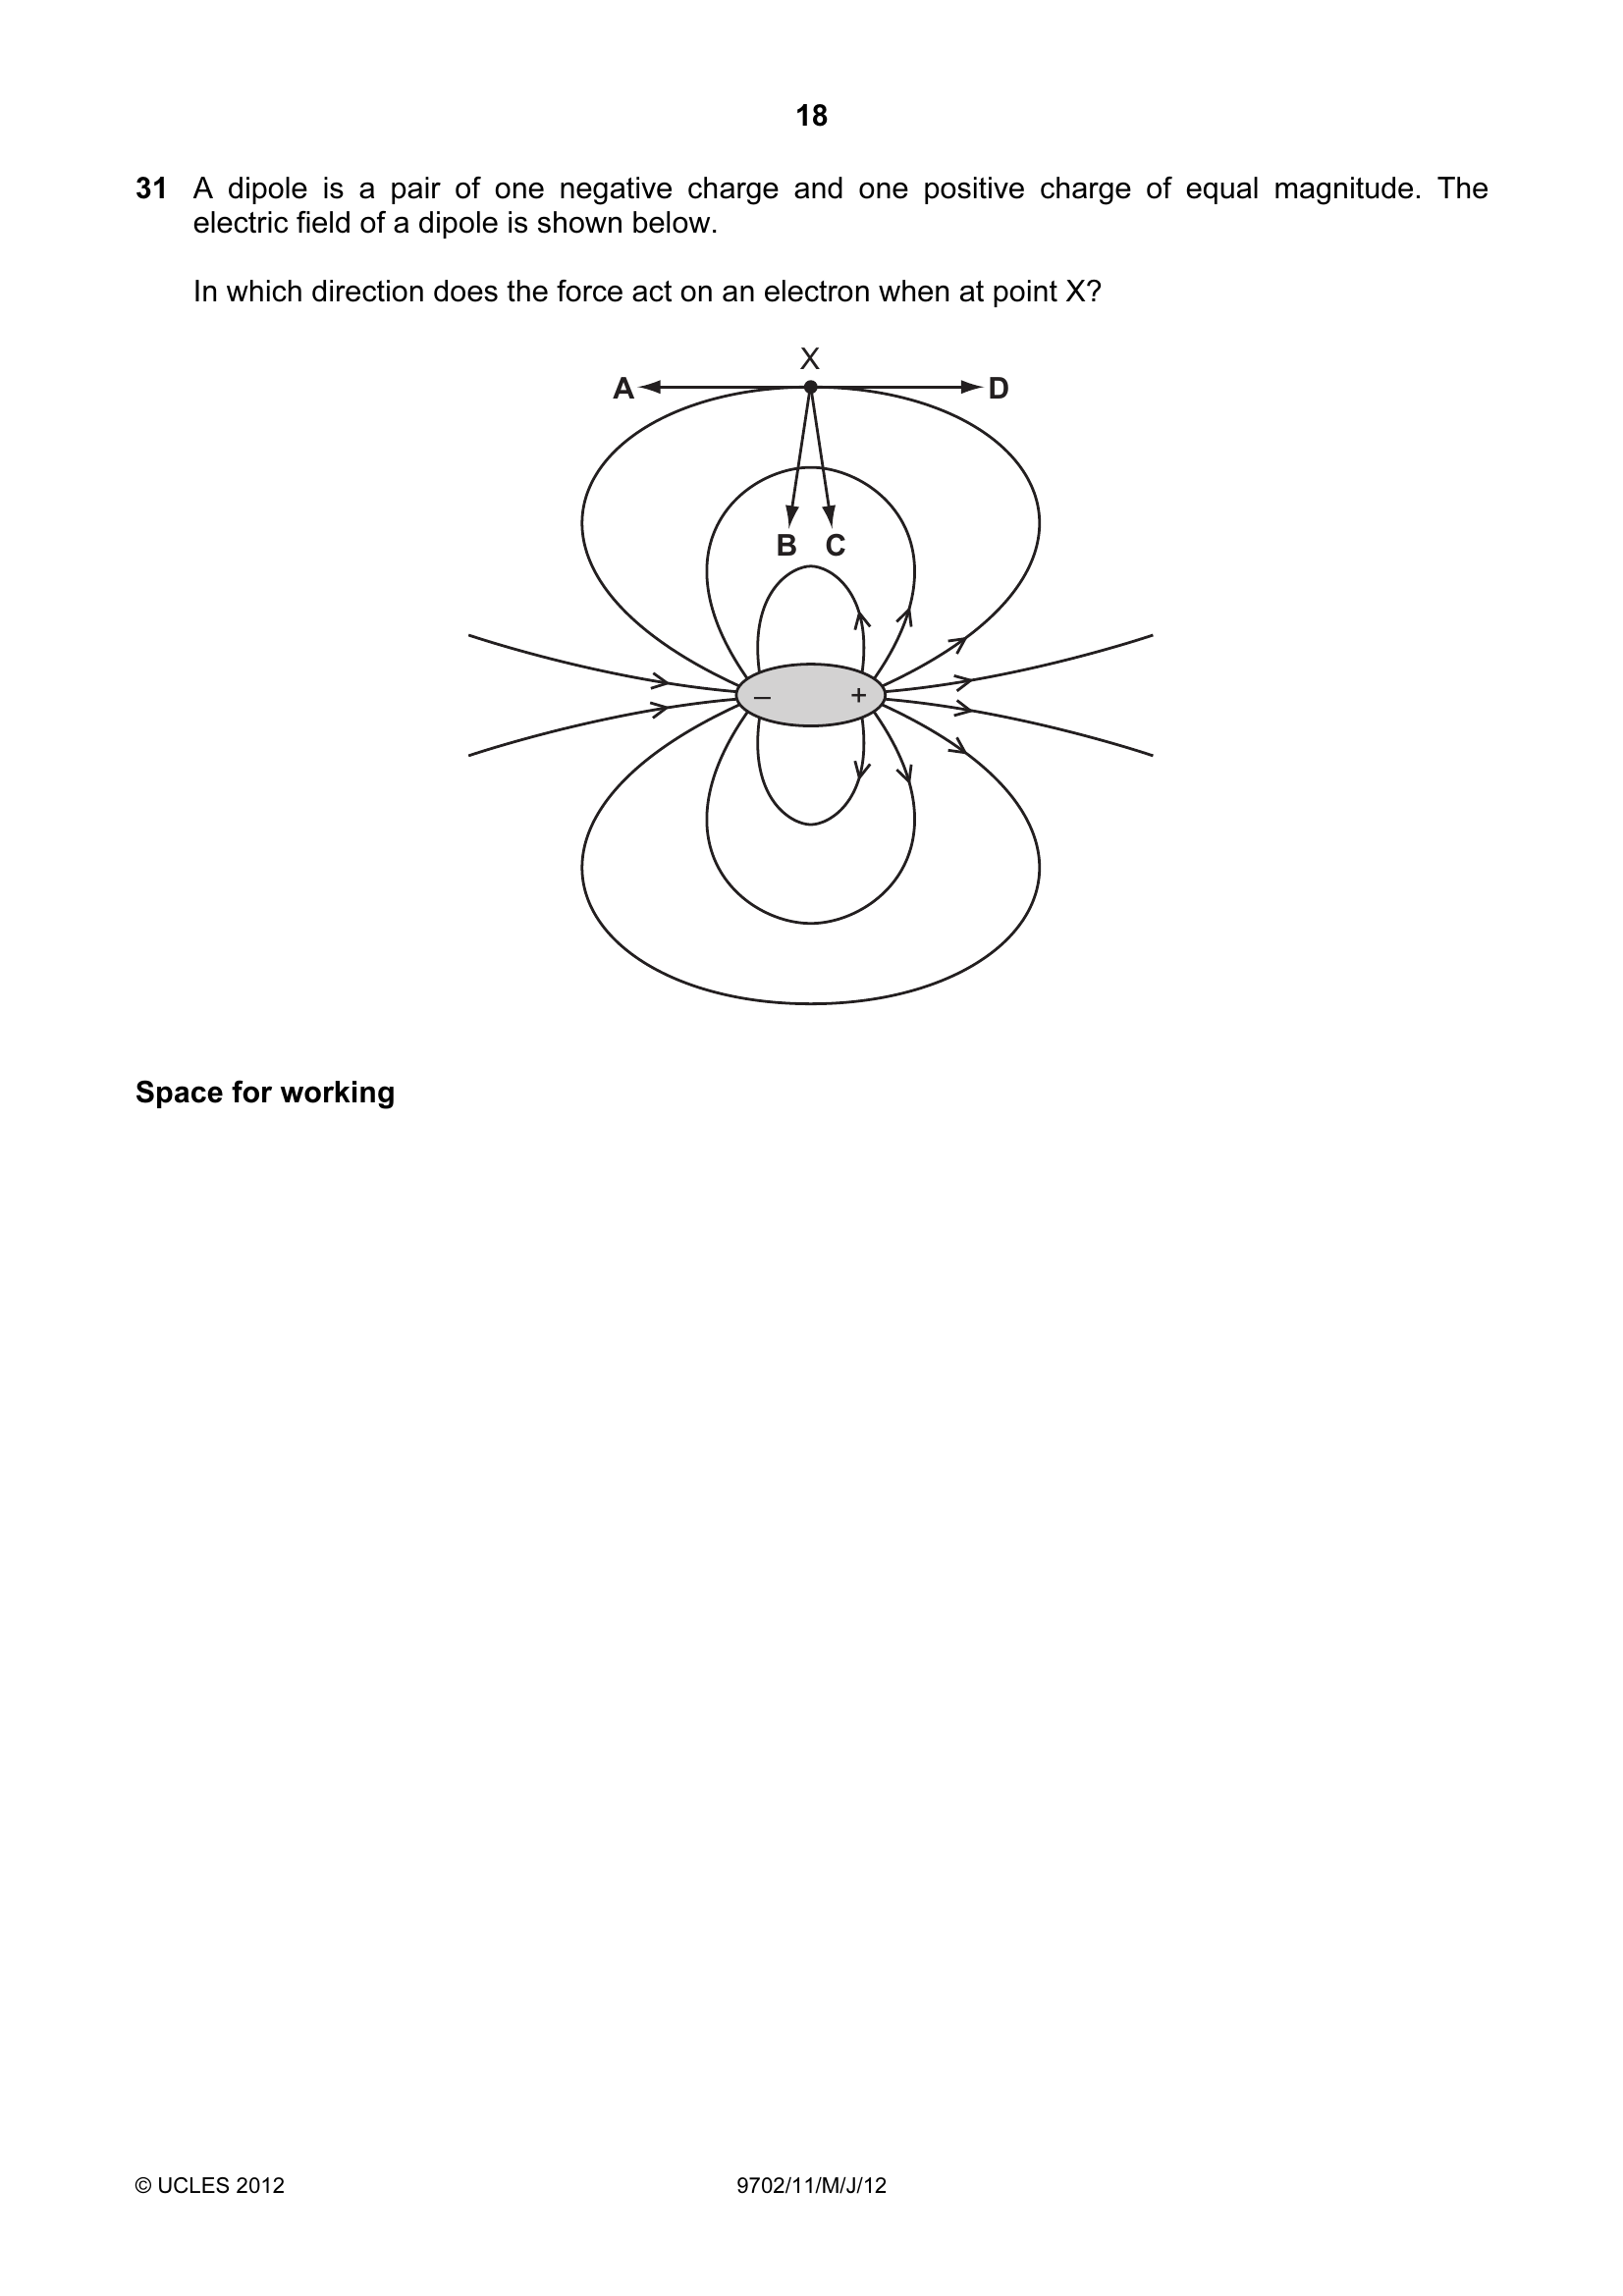 18
31 A dipole is a pair of one negative charge and one positive charge of equal magnitude. The
electric field of a dipole is shown below.
In which direction does the force act on an electron when at point X?
X
A D
B C
– +
Space for working
© UCLES 2012 9702/11/M/J/12